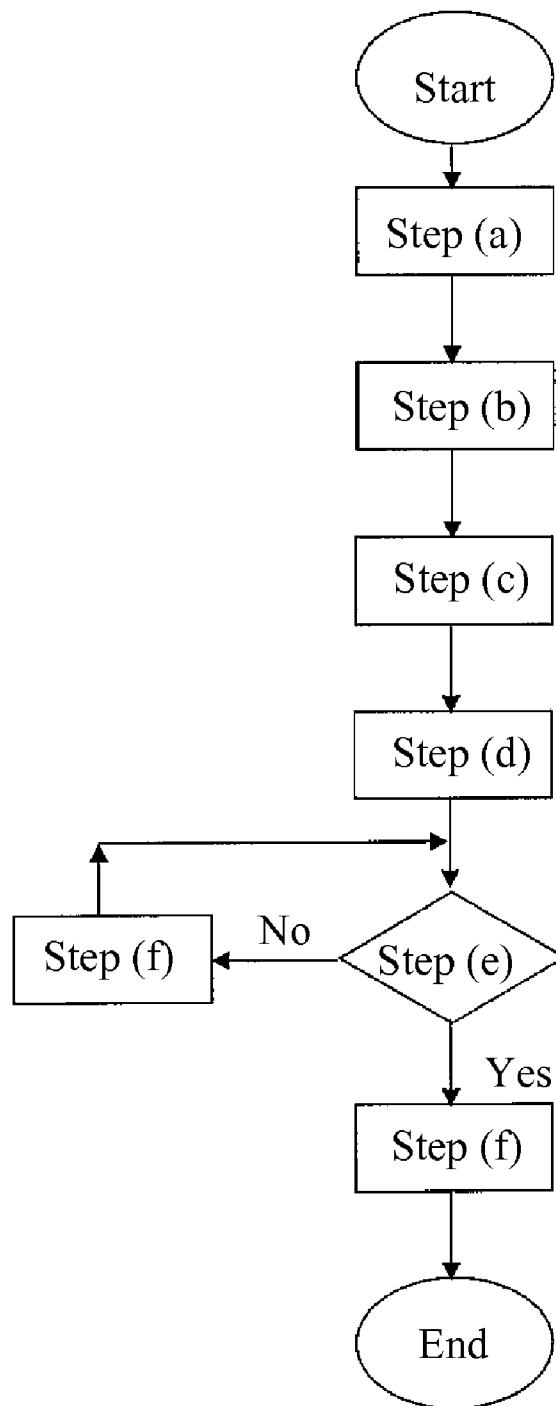 Start
Step (a)
Step (b)
Step (c)
Step (d)
No
Step (f)
Step (e)
Yes
Step (f)
End